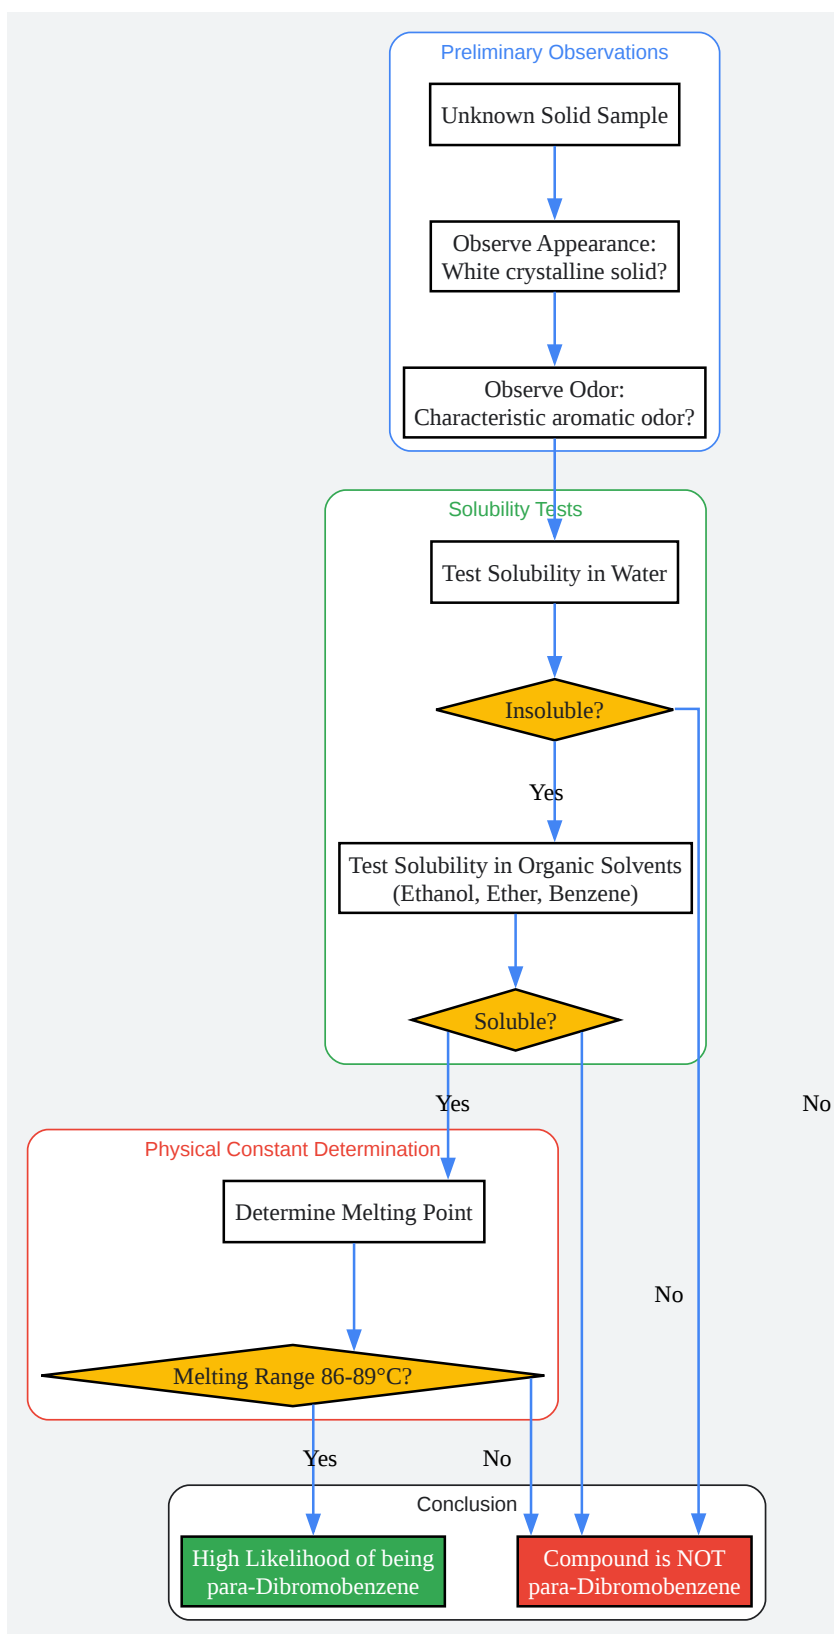 Preliminary Observations
Unknown Solid Sample
Observe Appearance:
White crystalline solid?
Observe Odor:
Characteristic aromatic odor?
Solubility Tests
Test Solubility in Water
Insoluble?
Yes
Test Solubility in Organic Solvents
(Ethanol, Ether, Benzene)
Soluble?
Yes
No
Physical Constant Determination
Determine Melting Point
No
Melting Range 86-89°C?
Yes
No
Conclusion
High Likelihood of being
para-Dibromobenzene
Compound is NOT
para-Dibromobenzene